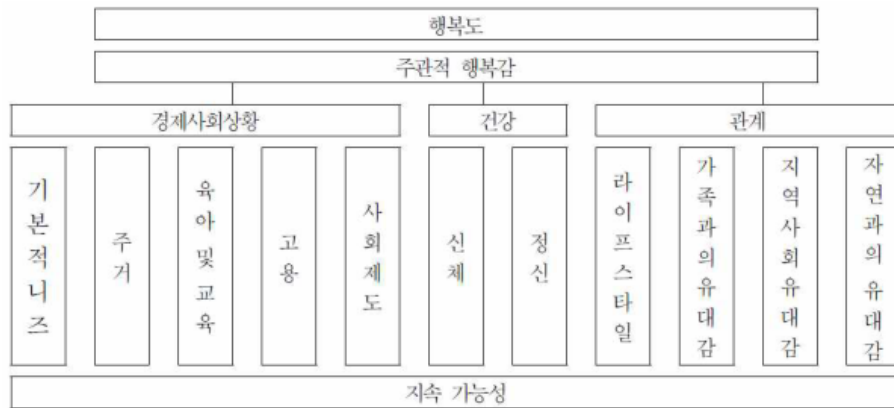 행복도
주관적 행복감
경제사회상황
건강
관계
기본적니즈
주거
육아 및 교육
고용
사회제도
신체
정신
라이프스타일
가족과의유대감
지역사회유대감
자연과의 유대감
지속 가능성